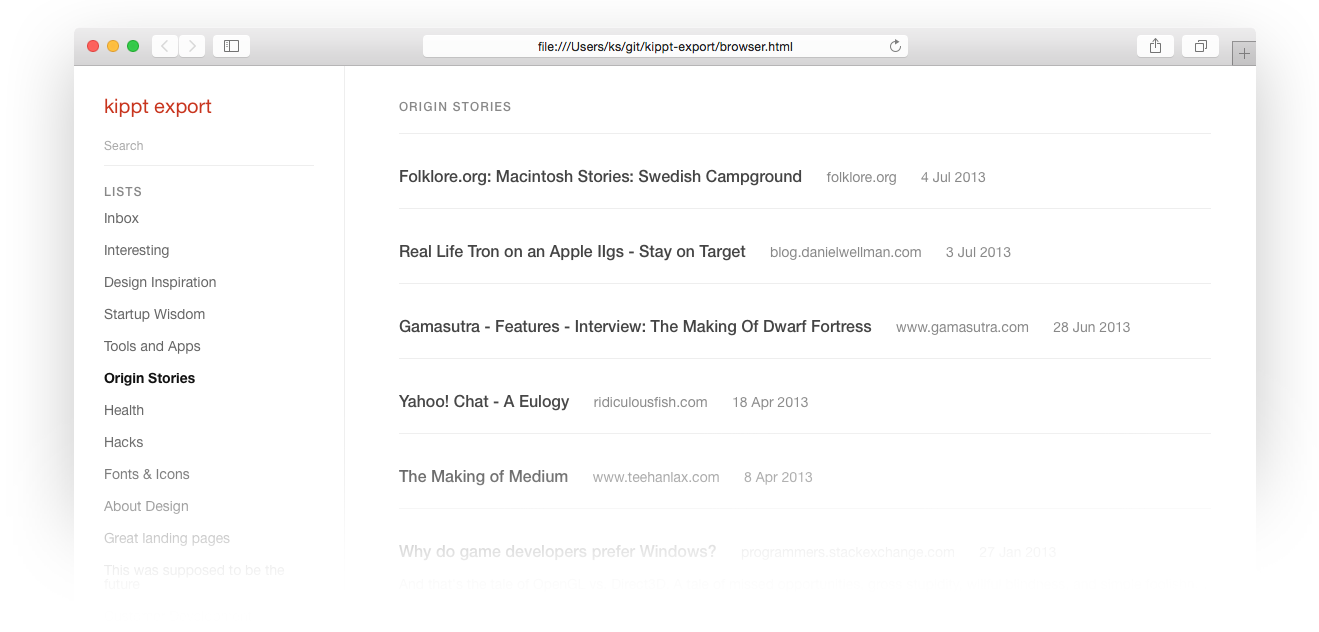 file:///Users/ks/git/kippt-export/browser.html
kippt export
Search
LISTS
Inbox
Interesting
Design Inspiration
Startup Wisdom
Tools and Apps
Origin Stories
Health
Hacks
Fonts & Icons
About Design
Great landing pages
This was supposed to be the
future
ORIGIN STORIES
Folklore.org: Macintosh Stories: Swedish Campground folklore.org 4 Jul 2013
Real Life Tron on an Apple IIgs - Stay on Target blog.danielwellman.com 3 Jul 2013
Gamasutra - Features - Interview: The Making Of Dwarf Fortress www.gamasutra.com 28 Jun 2013
Yahoo! Chat - A Eulogy ridiculousfish.com 18 Apr 2013
The Making of Medium www.teehanlax.com 8 Apr 2013
Why do game developers prefer Windows? programmers.stackexchange.com 27 Jan 2013